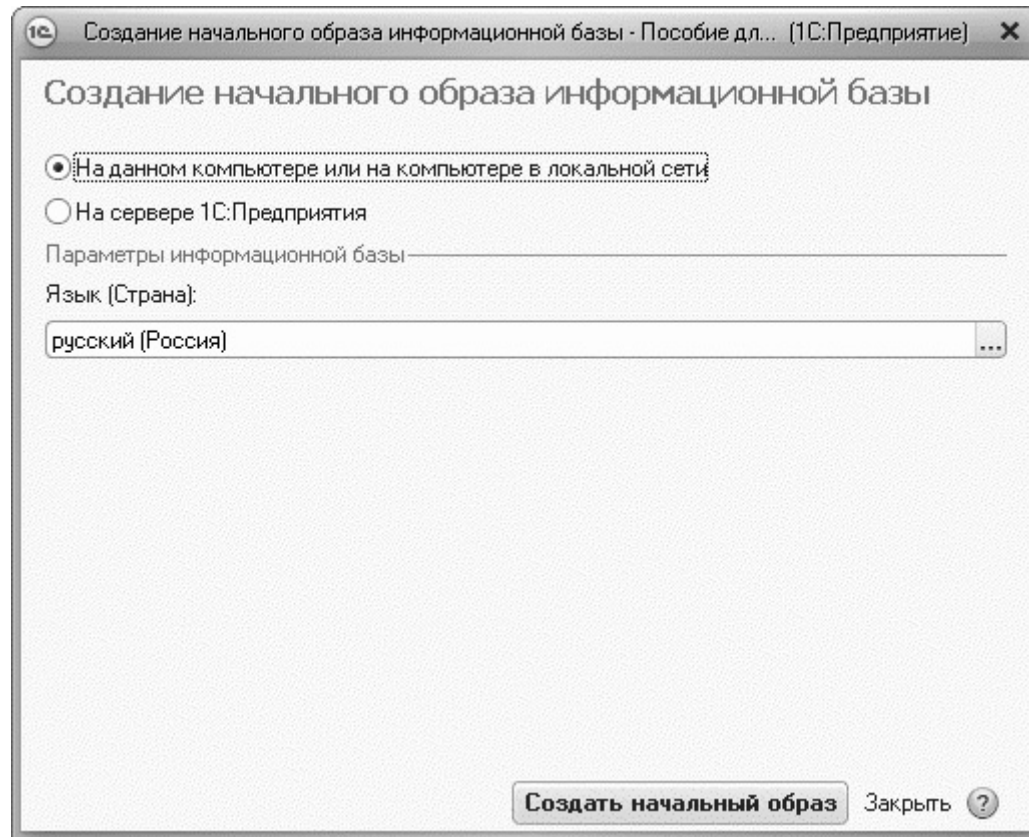 1С Создание начального образа информационной базы - Пособие дл... (1С:Предприятие)
Создание начального образа информационной базы
На данном компьютере или на компьютере в локальной сети
На сервере 1С:Предприятия
Параметры информационной базы
Язык (Страна):
русский (Россия) ...
Создать начальный образ Закрыть ?